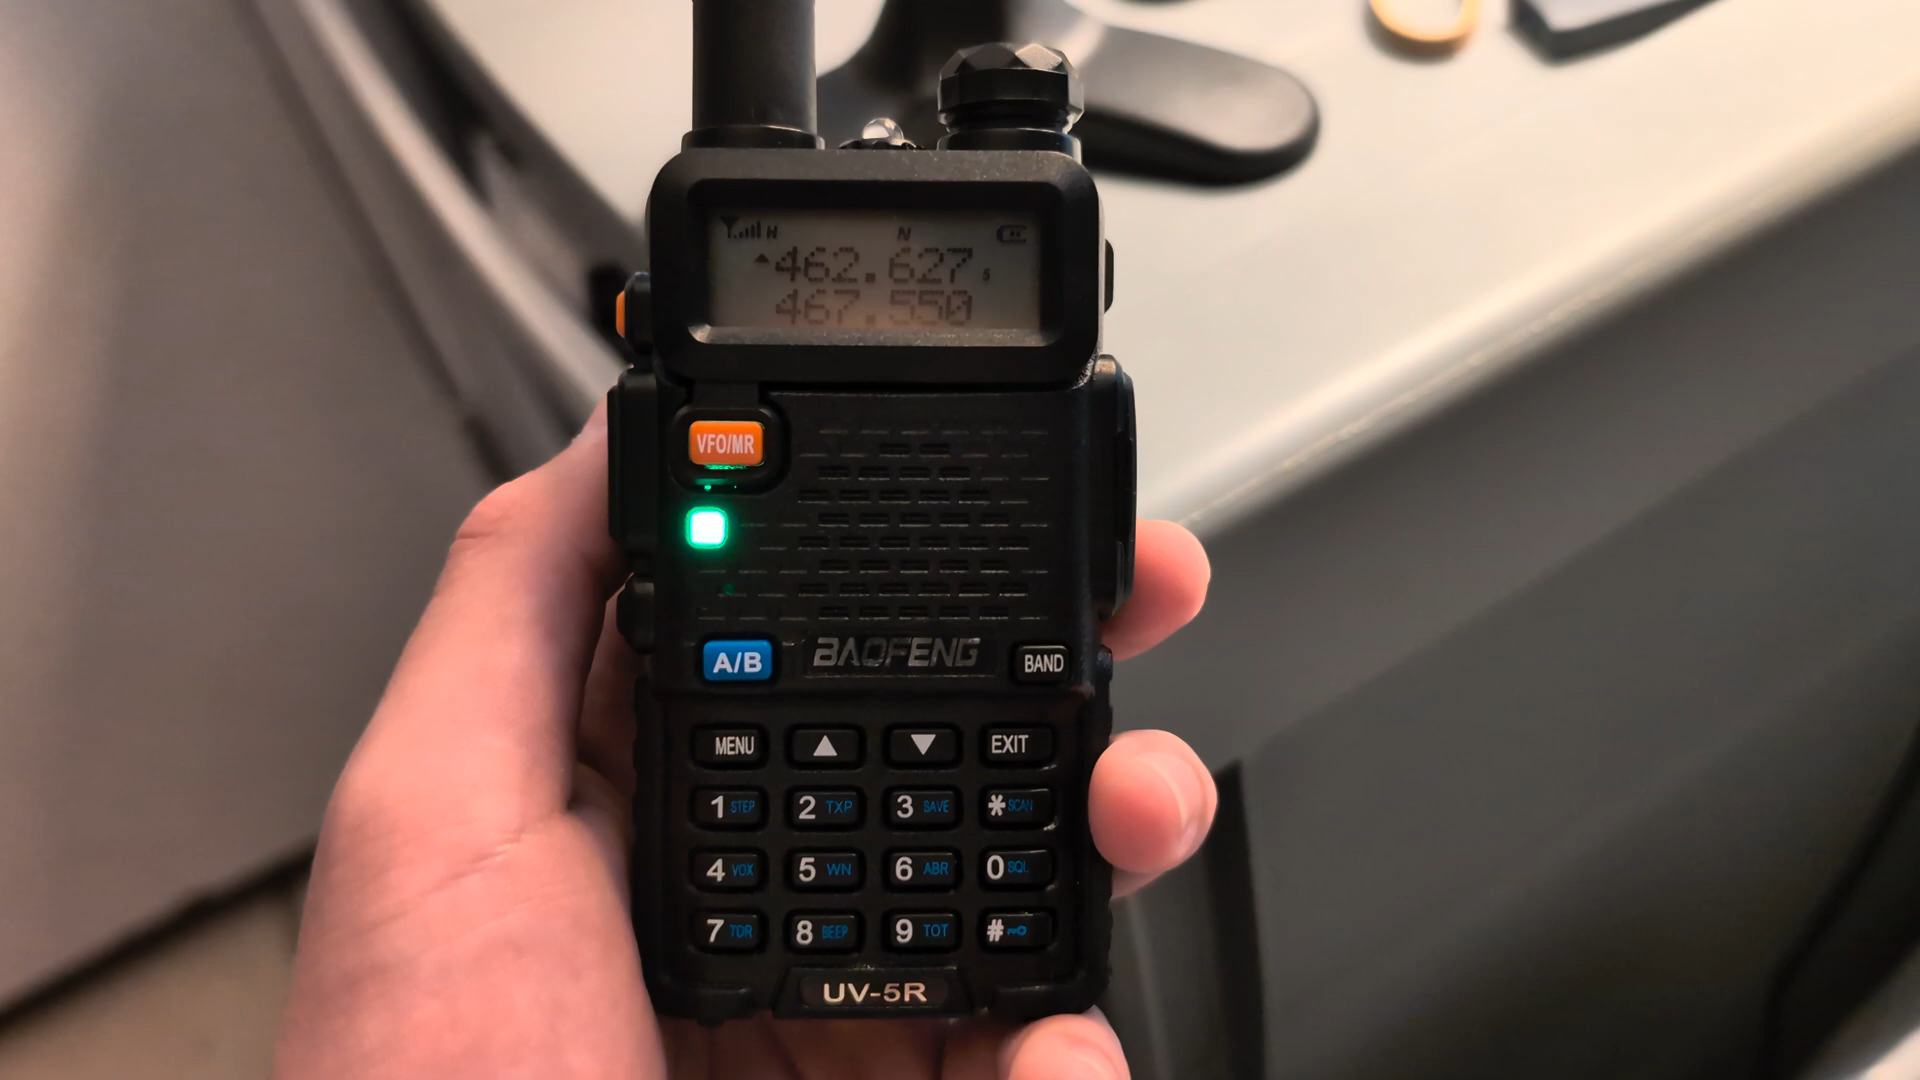 H N
462.627 5
467.550
VFO/MR
A/B BAOFENG BAND
MENU ▲ ▼ EXIT
1 STEP 2 TXP 3 SAVE * SCAN
4 VOX 5 WN 6 ABR 0 SQL
7 TDR 8 BEEP 9 TOT #
UV-5R